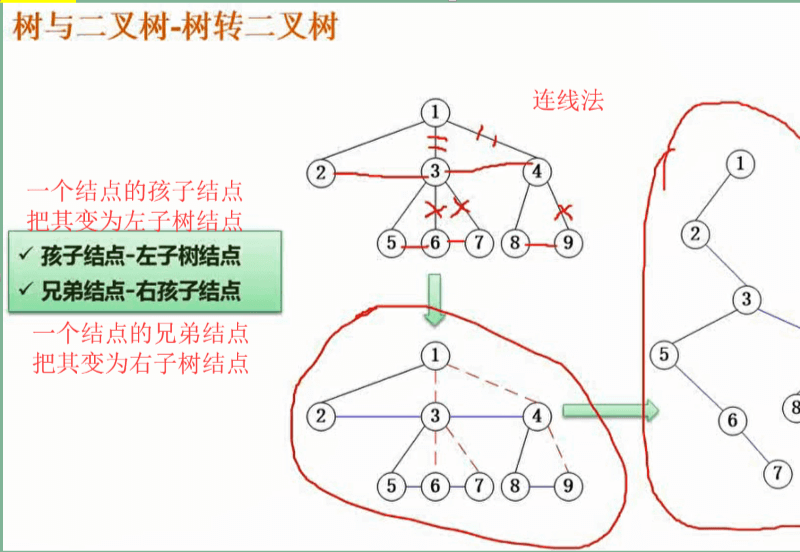 树与二叉树-树转二叉树
连线法
一个结点的孩子结点
把其变为左子树结点
✓ 孩子结点-左子树结点
✓ 兄弟结点-右孩子结点
一个结点的兄弟结点
把其变为右子树结点
1
2 3 4
5 6 7 8 9
1
2 3 4
5 6 7 8 9
1
2
3
5
6 8
7